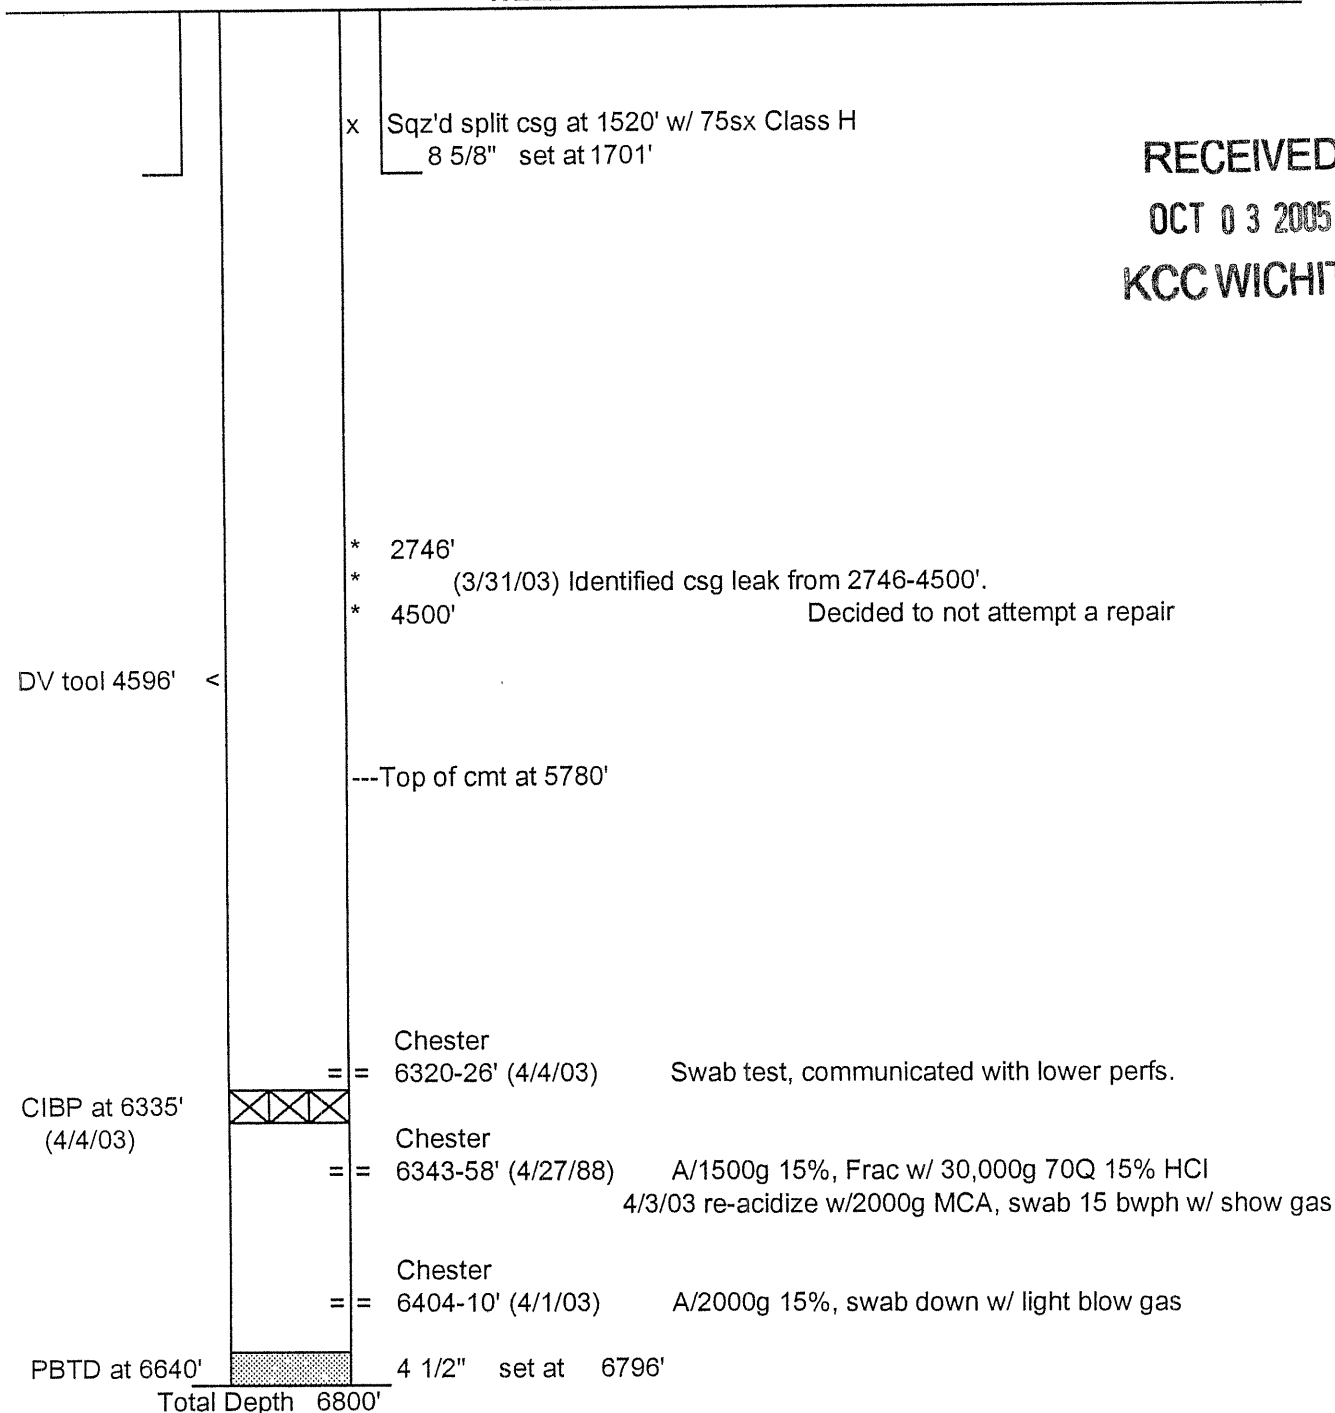 x Sqz'd split csg at 1520' w/ 75sx Class H
8 5/8" set at 1701'
RECEIVED
OCT 03 2005
KCC WICHIT
* 2746'
* (3/31/03) Identified csg leak from 2746-4500'.
* 4500' Decided to not attempt a repair
DV tool 4596' <
---Top of cmt at 5780'
Chester
= = 6320-26' (4/4/03) Swab test, communicated with lower perfs.
CIBP at 6335'
(4/4/03)
Chester
= = 6343-58' (4/27/88) A/1500g 15%, Frac w/ 30,000g 70Q 15% HCl
4/3/03 re-acidize w/2000g MCA, swab 15 bwph w/ show gas
Chester
= = 6404-10' (4/1/03) A/2000g 15%, swab down w/ light blow gas
PBTD at 6640' 4 1/2" set at 6796'
Total Depth 6800'